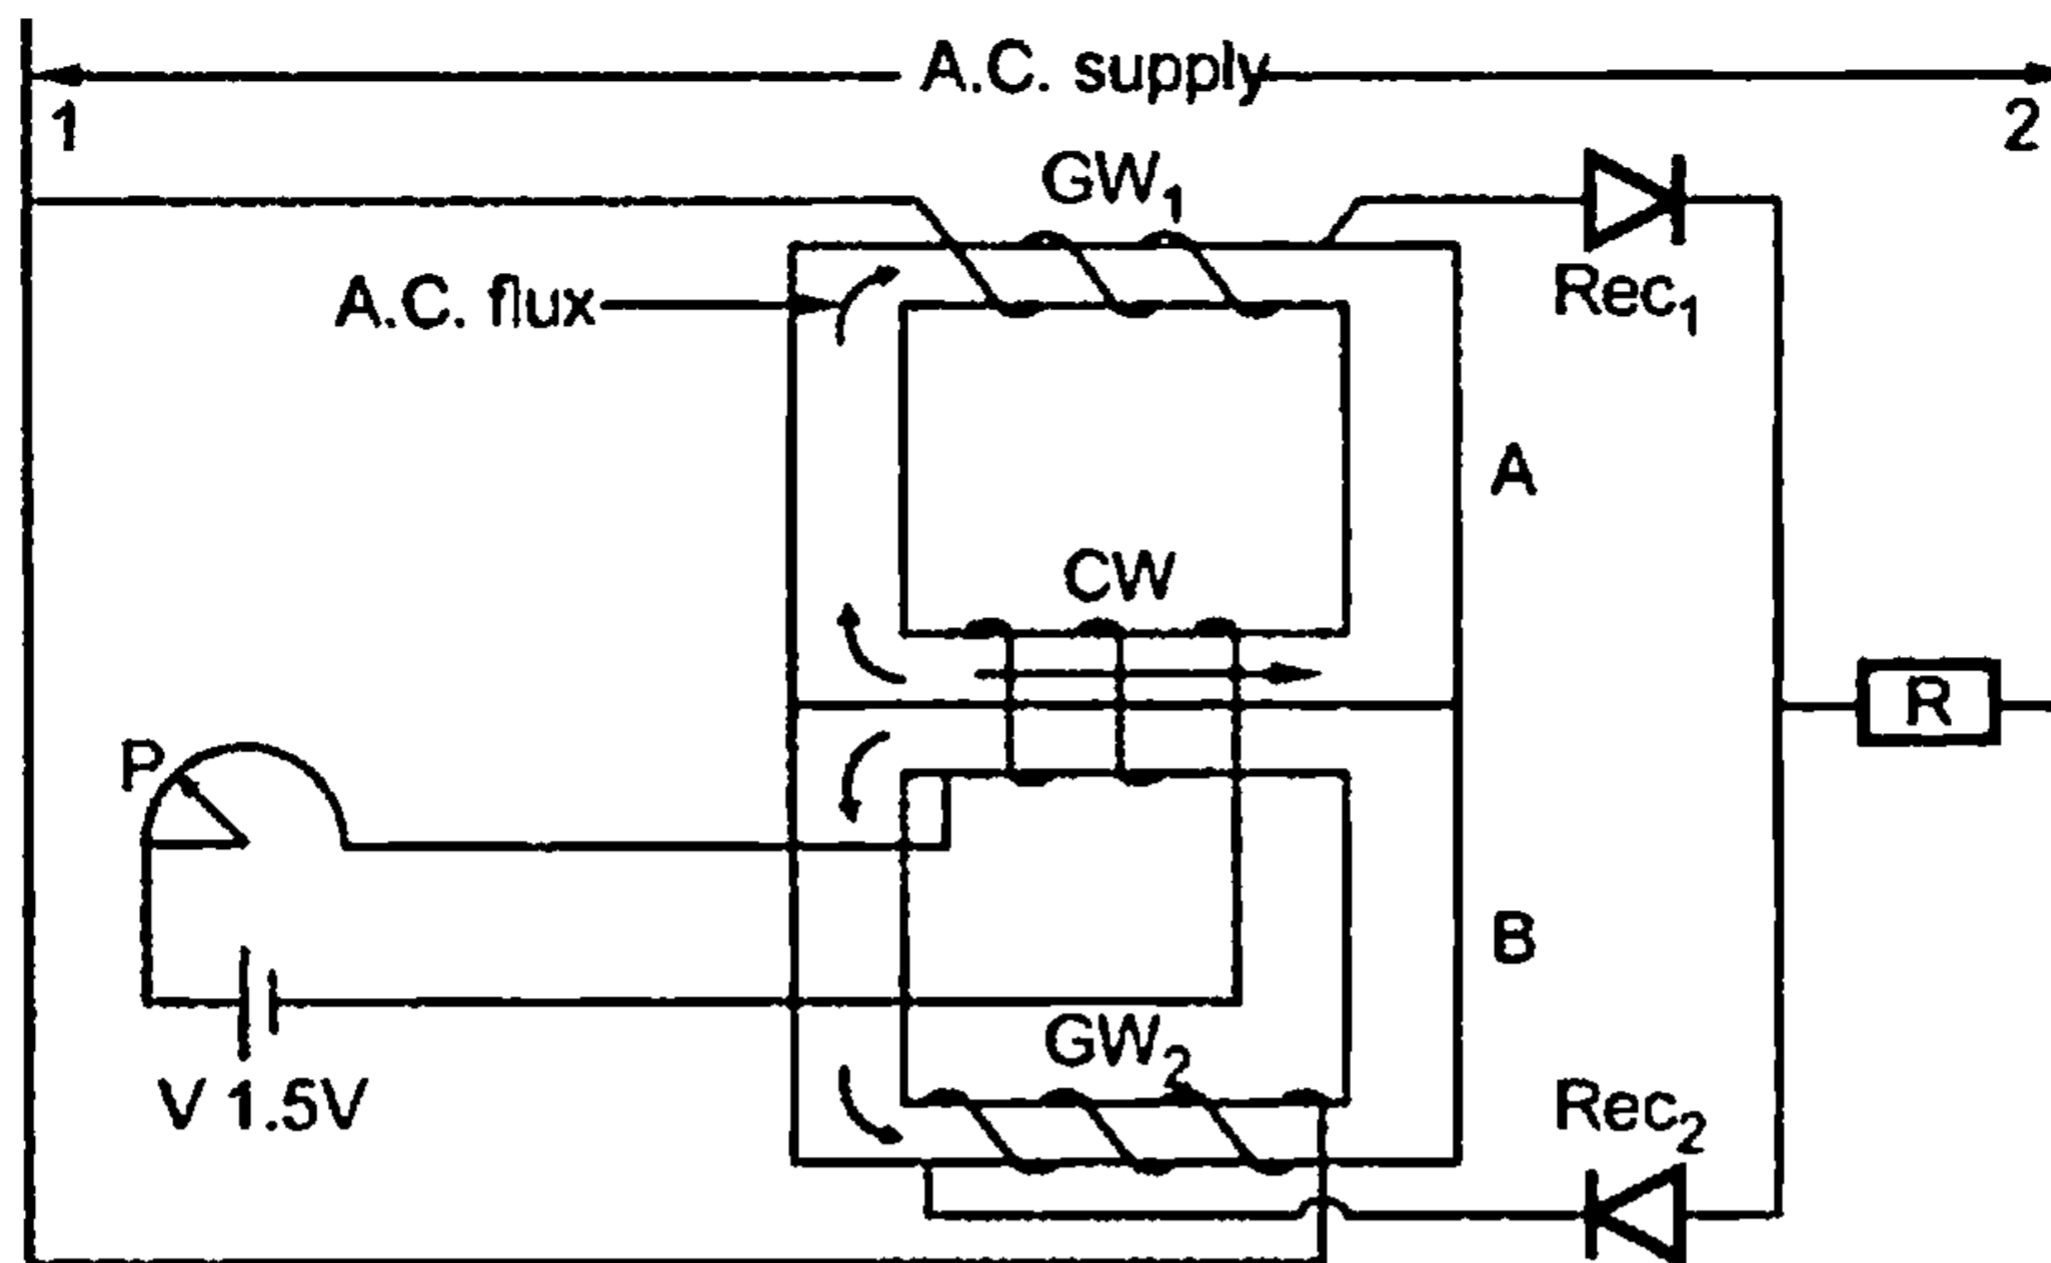 A.C. supply
1
2
GW₁
A.C. flux
Rec₁
A
CW
R
P
B
GW₂
V 1.5V
Rec₂